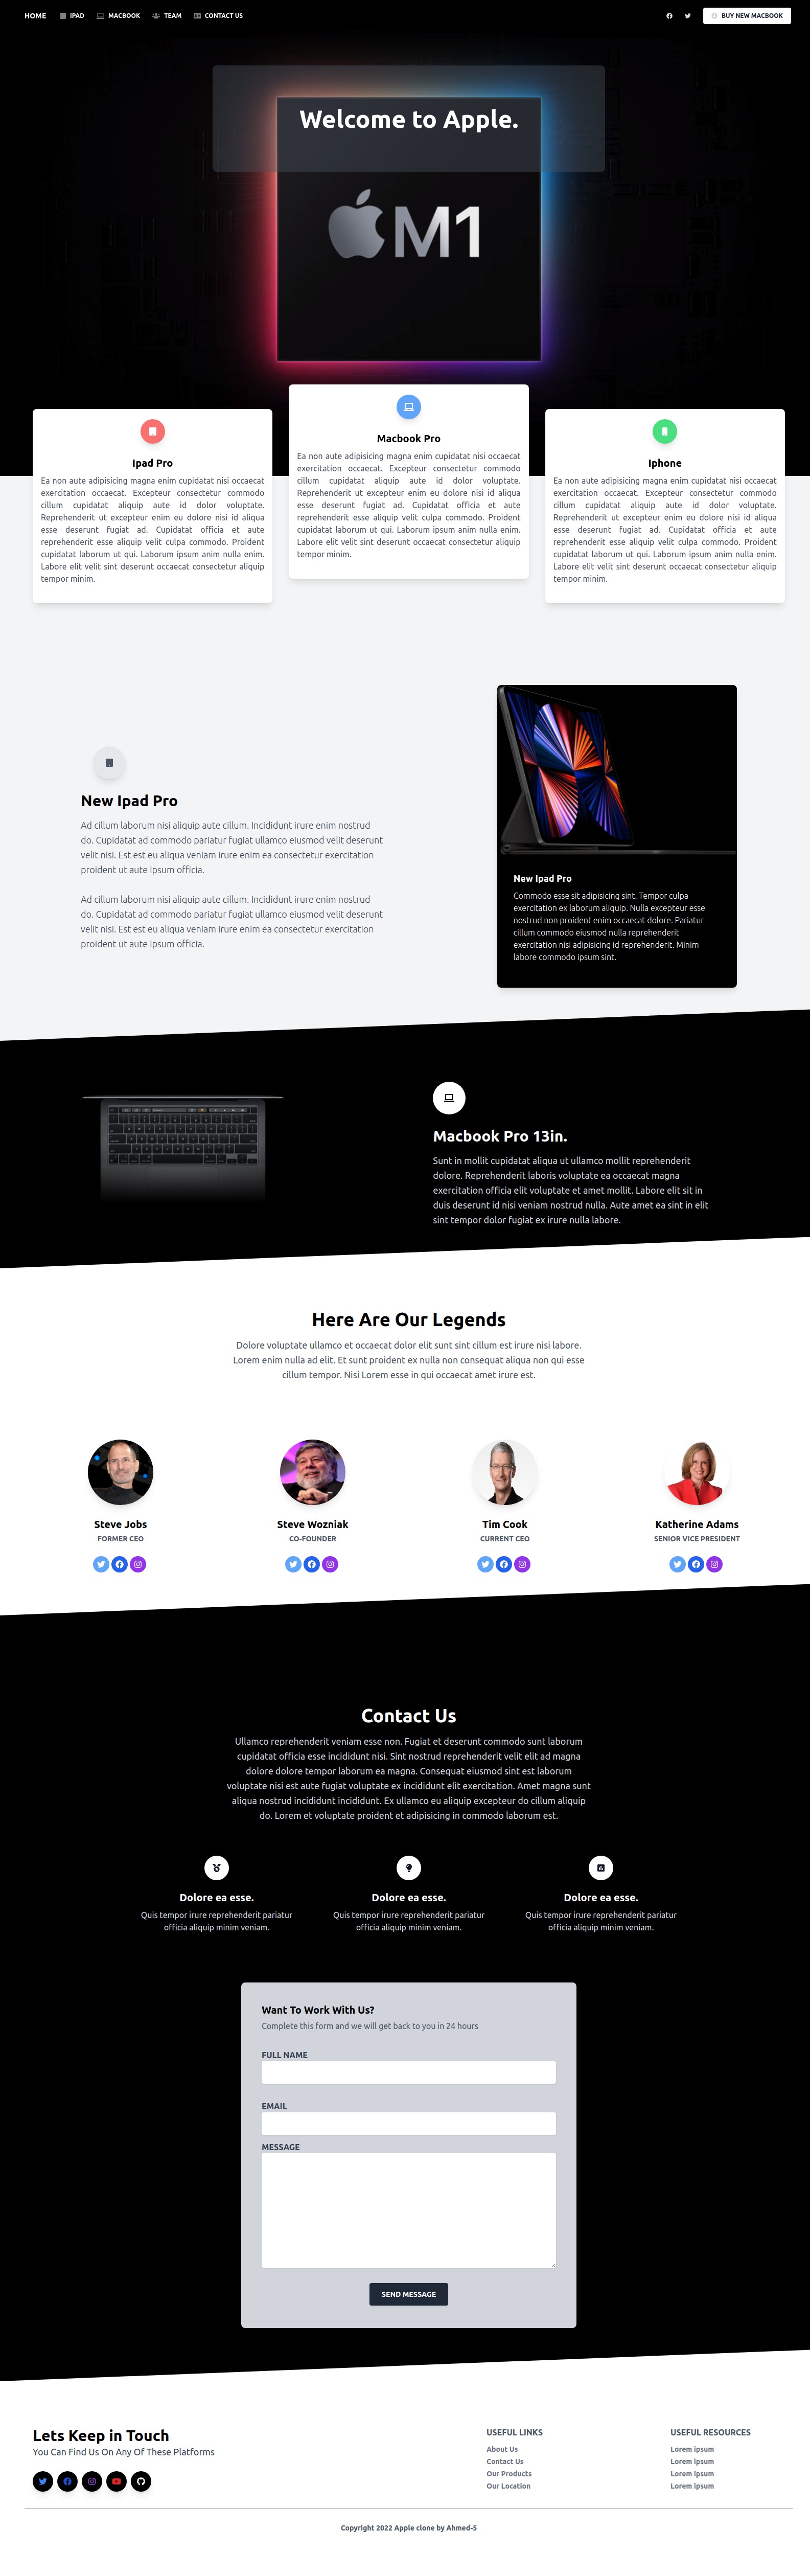 HOME IPAD MACBOOK TEAM CONTACT US BUY NEW MACBOOK
Welcome to Apple.
M1
Ipad Pro
Ea non aute adipisicing magna enim cupidatat nisi occaecat
exercitation occaecat. Excepteur consectetur commodo
cillum cupidatat aliquip aute id dolor voluptate.
Reprehenderit ut excepteur enim eu dolore nisi id aliqua
esse deserunt fugiat ad. Cupidatat officia et aute
reprehenderit esse aliquip velit culpa commodo. Proident
cupidatat laborum ut qui. Laborum ipsum anim nulla enim.
Labore elit velit sint deserunt occaecat consectetur aliquip
tempor minim.
Macbook Pro
Ea non aute adipisicing magna enim cupidatat nisi occaecat
exercitation occaecat. Excepteur consectetur commodo
cillum cupidatat aliquip aute id dolor voluptate.
Reprehenderit ut excepteur enim eu dolore nisi id aliqua
esse deserunt fugiat ad. Cupidatat officia et aute
reprehenderit esse aliquip velit culpa commodo. Proident
cupidatat laborum ut qui. Laborum ipsum anim nulla enim.
Labore elit velit sint deserunt occaecat consectetur aliquip
tempor minim.
Iphone
Ea non aute adipisicing magna enim cupidatat nisi occaecat
exercitation occaecat. Excepteur consectetur commodo
cillum cupidatat aliquip aute id dolor voluptate.
Reprehenderit ut excepteur enim eu dolore nisi id aliqua
esse deserunt fugiat ad. Cupidatat officia et aute
reprehenderit esse aliquip velit culpa commodo. Proident
cupidatat laborum ut qui. Laborum ipsum anim nulla enim.
Labore elit velit sint deserunt occaecat consectetur aliquip
tempor minim.
New Ipad Pro
Ad cillum laborum nisi aliquip aute cillum. Incididunt irure enim nostrud
do. Cupidatat ad commodo pariatur fugiat ullamco eiusmod velit deserunt
velit nisi. Est est eu aliqua veniam irure enim ea consectetur exercitation
proident ut aute ipsum officia.
Ad cillum laborum nisi aliquip aute cillum. Incididunt irure enim nostrud
do. Cupidatat ad commodo pariatur fugiat ullamco eiusmod velit deserunt
velit nisi. Est est eu aliqua veniam irure enim ea consectetur exercitation
proident ut aute ipsum officia.
New Ipad Pro
Commodo esse sit adipisicing sint. Tempor culpa
exercitation ex laborum aliquip. Nulla excepteur esse
nostrud non proident enim occaecat dolore. Pariatur
cillum commodo eiusmod nulla reprehenderit
exercitation nisi adipisicing id reprehenderit. Minim
labore commodo ipsum sint.
Macbook Pro 13in.
Sunt in mollit cupidatat aliqua ut ullamco mollit reprehenderit
dolore. Reprehenderit laboris voluptate ea occaecat magna
exercitation officia elit voluptate et amet mollit. Labore elit sit in
duis deserunt id nisi veniam nostrud nulla. Aute amet ea sint in elit
sint tempor dolor fugiat ex irure nulla labore.
Here Are Our Legends
Dolore voluptate ullamco et occaecat dolor elit sunt sint cillum est irure nisi labore.
Lorem enim nulla ad elit. Et sunt proident ex nulla non consequat aliqua non qui esse
cillum tempor. Nisi Lorem esse in qui occaecat amet irure est.
Steve Jobs
FORMER CEO
Steve Wozniak
CO-FOUNDER
Tim Cook
CURRENT CEO
Katherine Adams
SENIOR VICE PRESIDENT
Contact Us
Ullamco reprehenderit veniam esse non. Fugiat et deserunt commodo sunt laborum
cupidatat officia esse incididunt nisi. Sint nostrud reprehenderit velit elit ad magna
dolore dolore tempor laborum ea magna. Consequat eiusmod sint est laborum
voluptate nisi est aute fugiat voluptate ex incididunt elit exercitation. Amet magna sunt
aliqua nostrud incididunt incididunt. Ex ullamco eu aliquip excepteur do cillum aliquip
do. Lorem et voluptate proident et adipisicing in commodo laborum est.
Dolore ea esse.
Quis tempor irure reprehenderit pariatur
officia aliquip minim veniam.
Dolore ea esse.
Quis tempor irure reprehenderit pariatur
officia aliquip minim veniam.
Dolore ea esse.
Quis tempor irure reprehenderit pariatur
officia aliquip minim veniam.
Want To Work With Us?
Complete this form and we will get back to you in 24 hours
FULL NAME
EMAIL
MESSAGE
SEND MESSAGE
Lets Keep in Touch
You Can Find Us On Any Of These Platforms
USEFUL LINKS
About Us
Contact Us
Our Products
Our Location
USEFUL RESOURCES
Lorem ipsum
Lorem ipsum
Lorem ipsum
Lorem ipsum
Copyright 2022 Apple clone by Ahmed-5